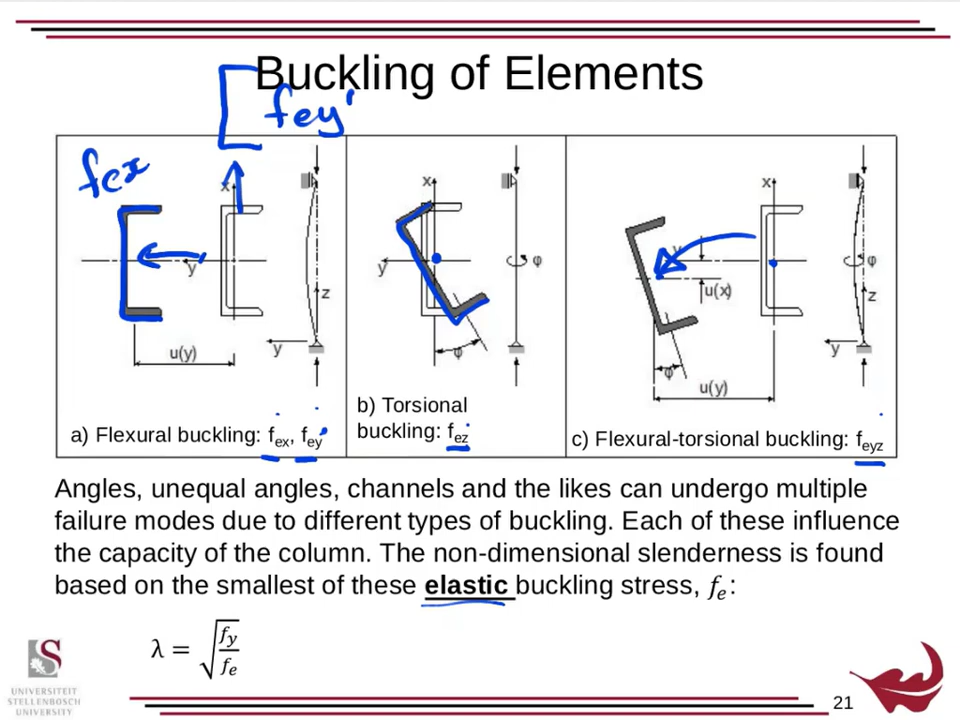 Buckling of Elements
fey'
fex
x
y
z
u(y)
y
a) Flexural buckling: fex, fey
x
y
φ
φ
b) Torsional
buckling: fez
x
y
u(x)
φ
z
y
φ
u(y)
c) Flexural-torsional buckling: feyz
Angles, unequal angles, channels and the likes can undergo multiple
failure modes due to different types of buckling. Each of these influence
the capacity of the column. The non-dimensional slenderness is found
based on the smallest of these elastic buckling stress, fe:
λ = √(fy/fe)
UNIVERSITEIT
STELLENBOSCH
UNIVERSITY
21